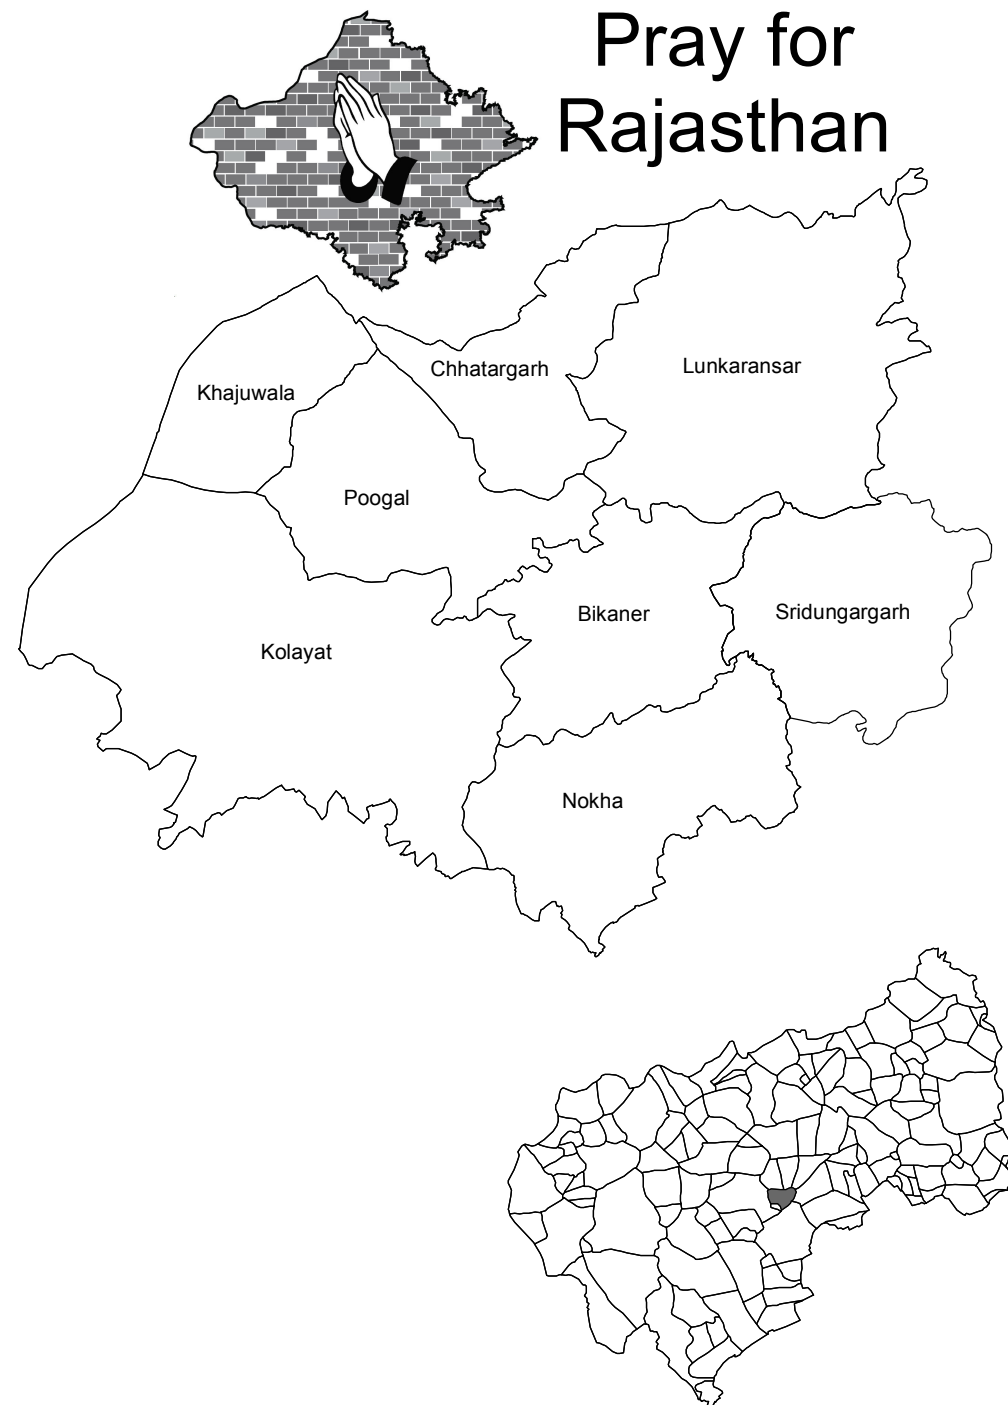 Pray for
Rajasthan
Chhatargarh
Lunkaransar
Khajuwala
Poogal
Bikaner
Sridungargarh
Kolayat
Nokha